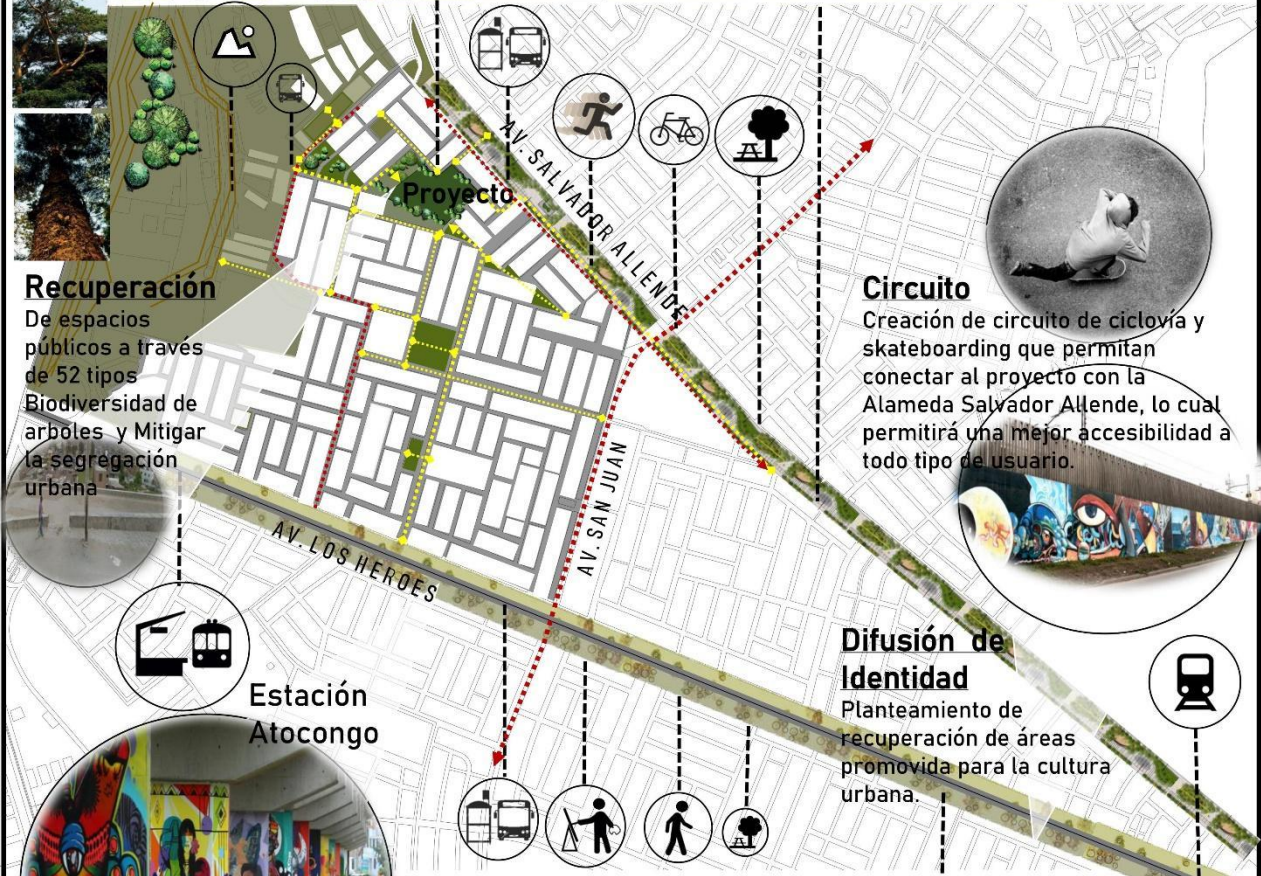 Proyecto
AV. SALVADOR ALLENDE
Recuperación
De espacios
públicos a través
de 52 tipos
Biodiversidad de
arboles y Mitigar
la segregación
urbana
Circuito
Creación de circuito de ciclovía y
skateboarding que permitan
conectar al proyecto con la
Alameda Salvador Allende, lo cual
permitirá una mejor accesibilidad a
todo tipo de usuario.
AV. SAN JUAN
AV. LOS HEROES
Estación
Atocongo
Difusión de
Identidad
Planteamiento de
recuperación de áreas
promovida para la cultura
urbana.